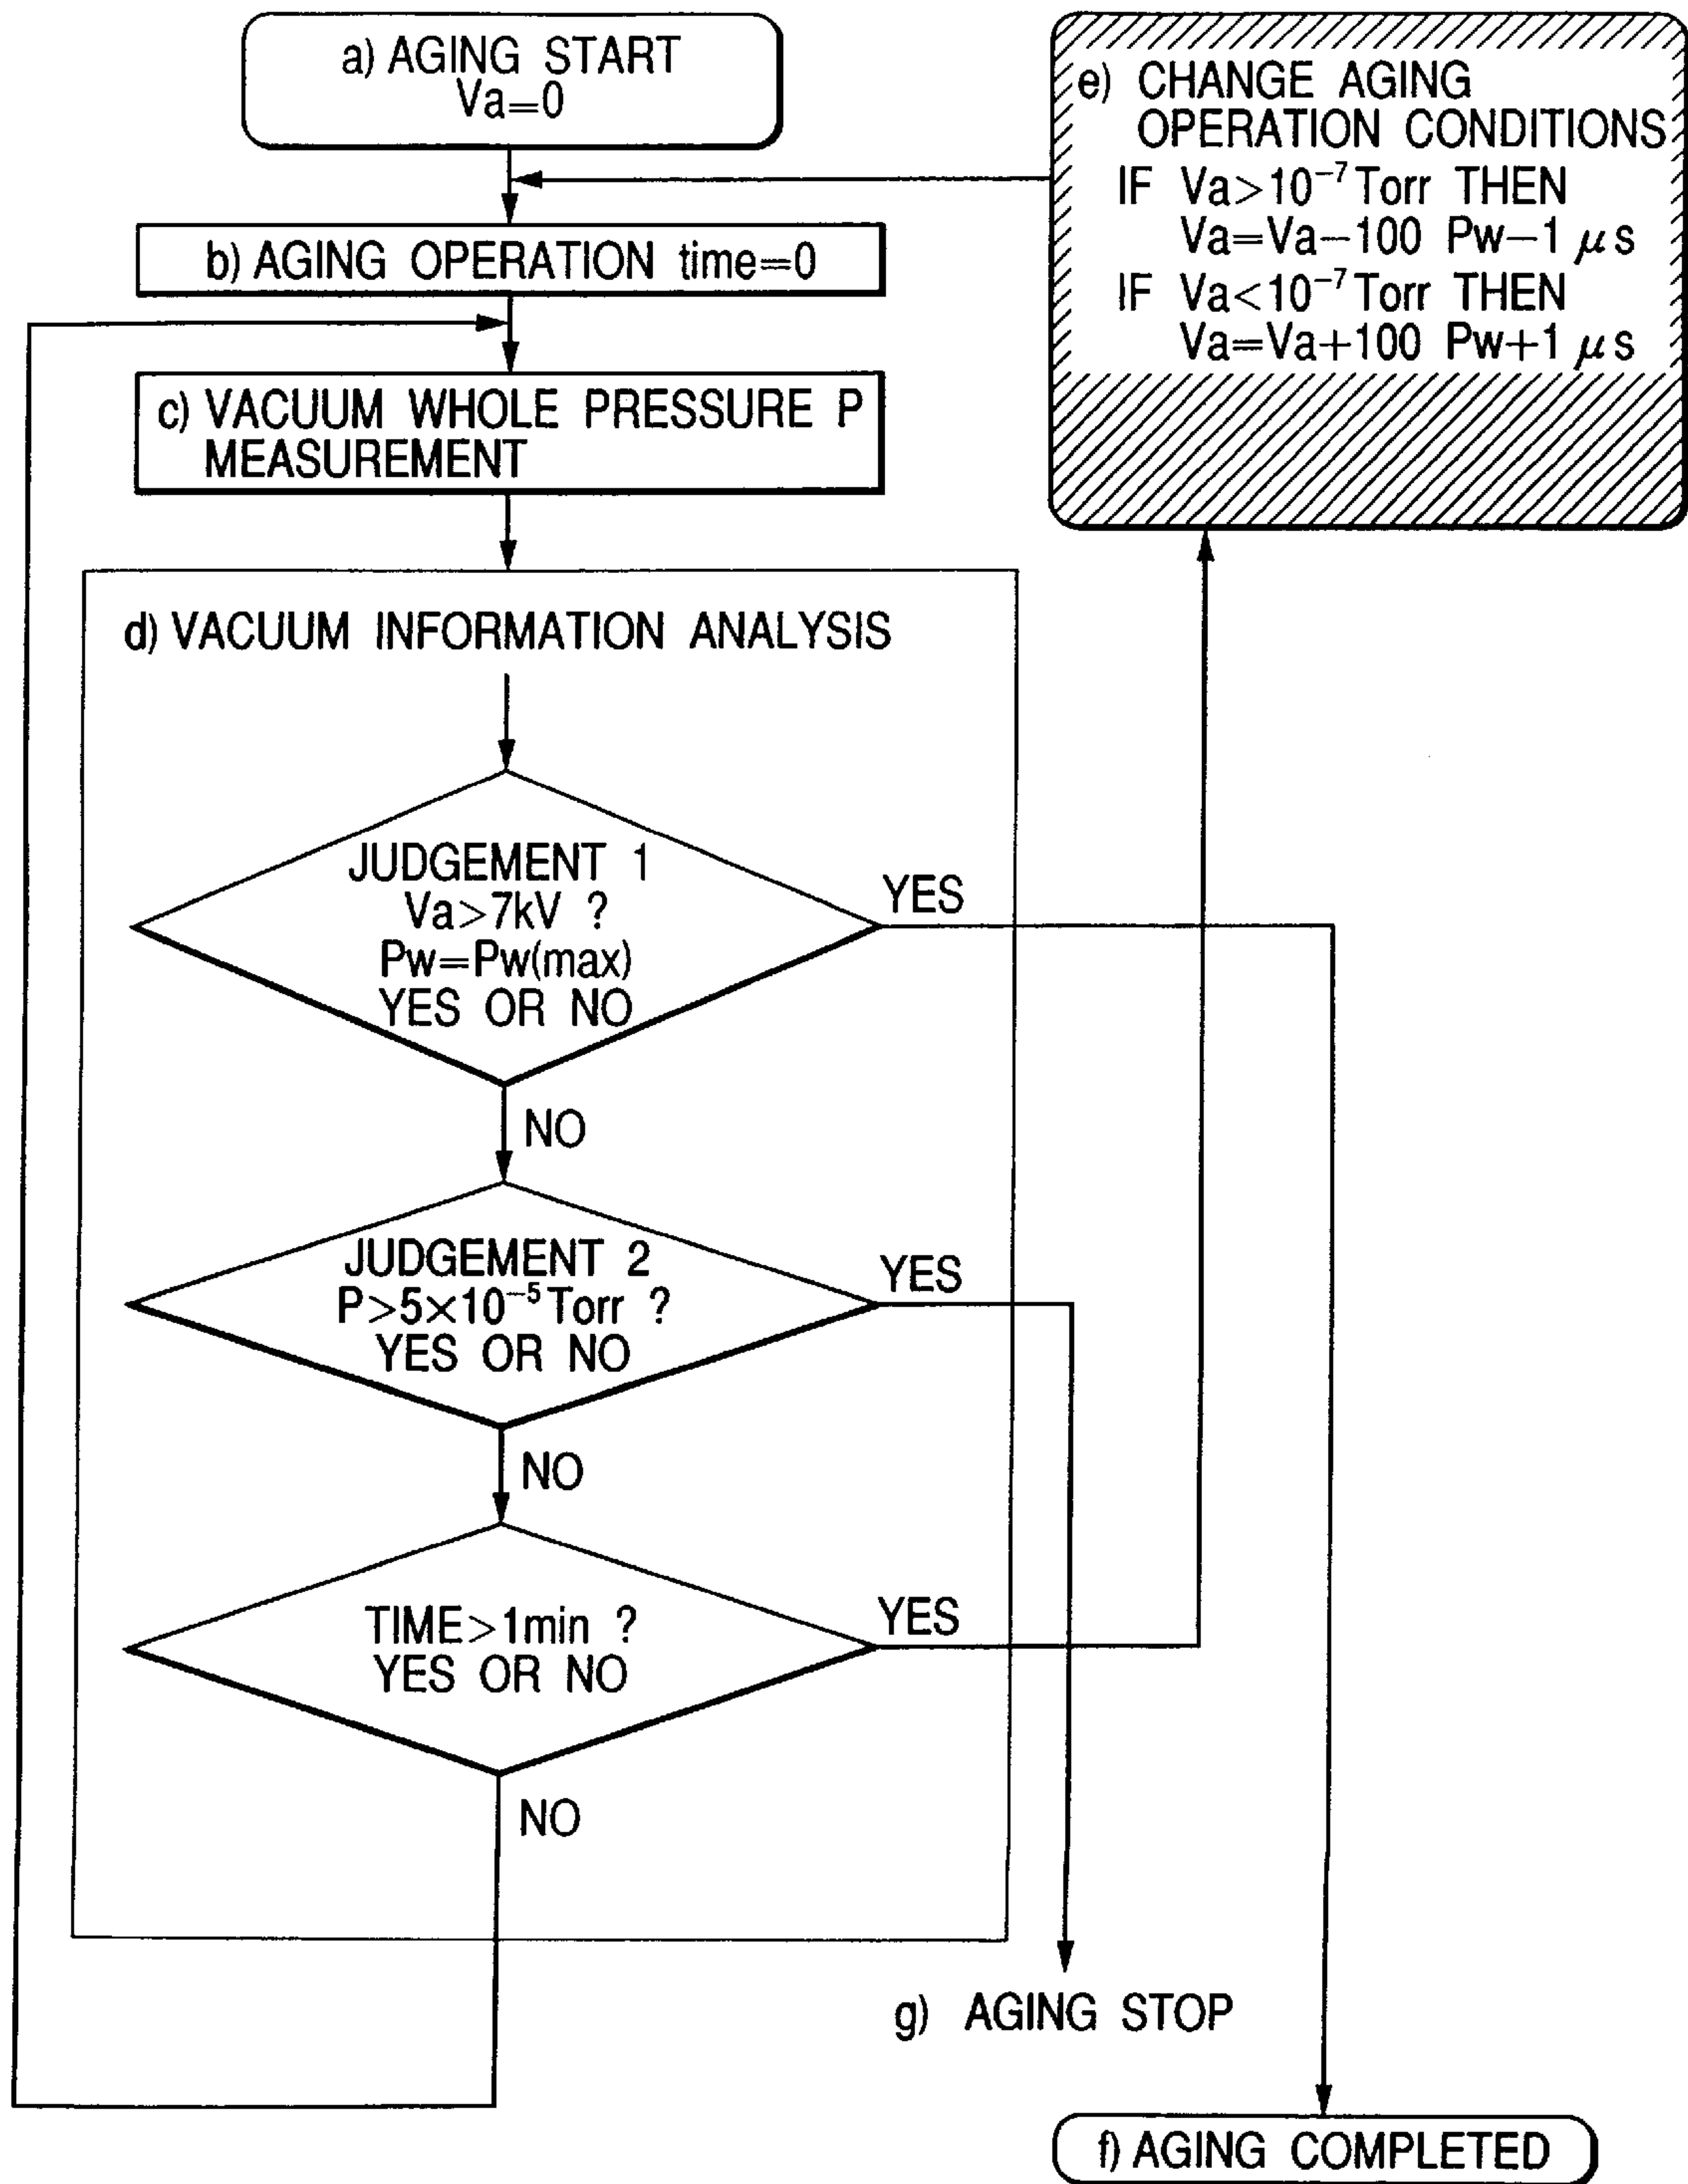 a) AGING START
Va=0
b) AGING OPERATION time=0
c) VACUUM WHOLE PRESSURE P
MEASUREMENT
d) VACUUM INFORMATION ANALYSIS
JUDGEMENT 1
Va>7kV ?
Pw=Pw(max)
YES OR NO
YES
NO
JUDGEMENT 2
P>5×10⁻⁵Torr ?
YES OR NO
YES
NO
TIME>1min ?
YES OR NO
YES
NO
e) CHANGE AGING
OPERATION CONDITIONS
IF Va>10⁻⁷Torr THEN
Va=Va−100 Pw−1 μs
IF Va<10⁻⁷Torr THEN
Va=Va+100 Pw+1 μs
g) AGING STOP
f) AGING COMPLETED